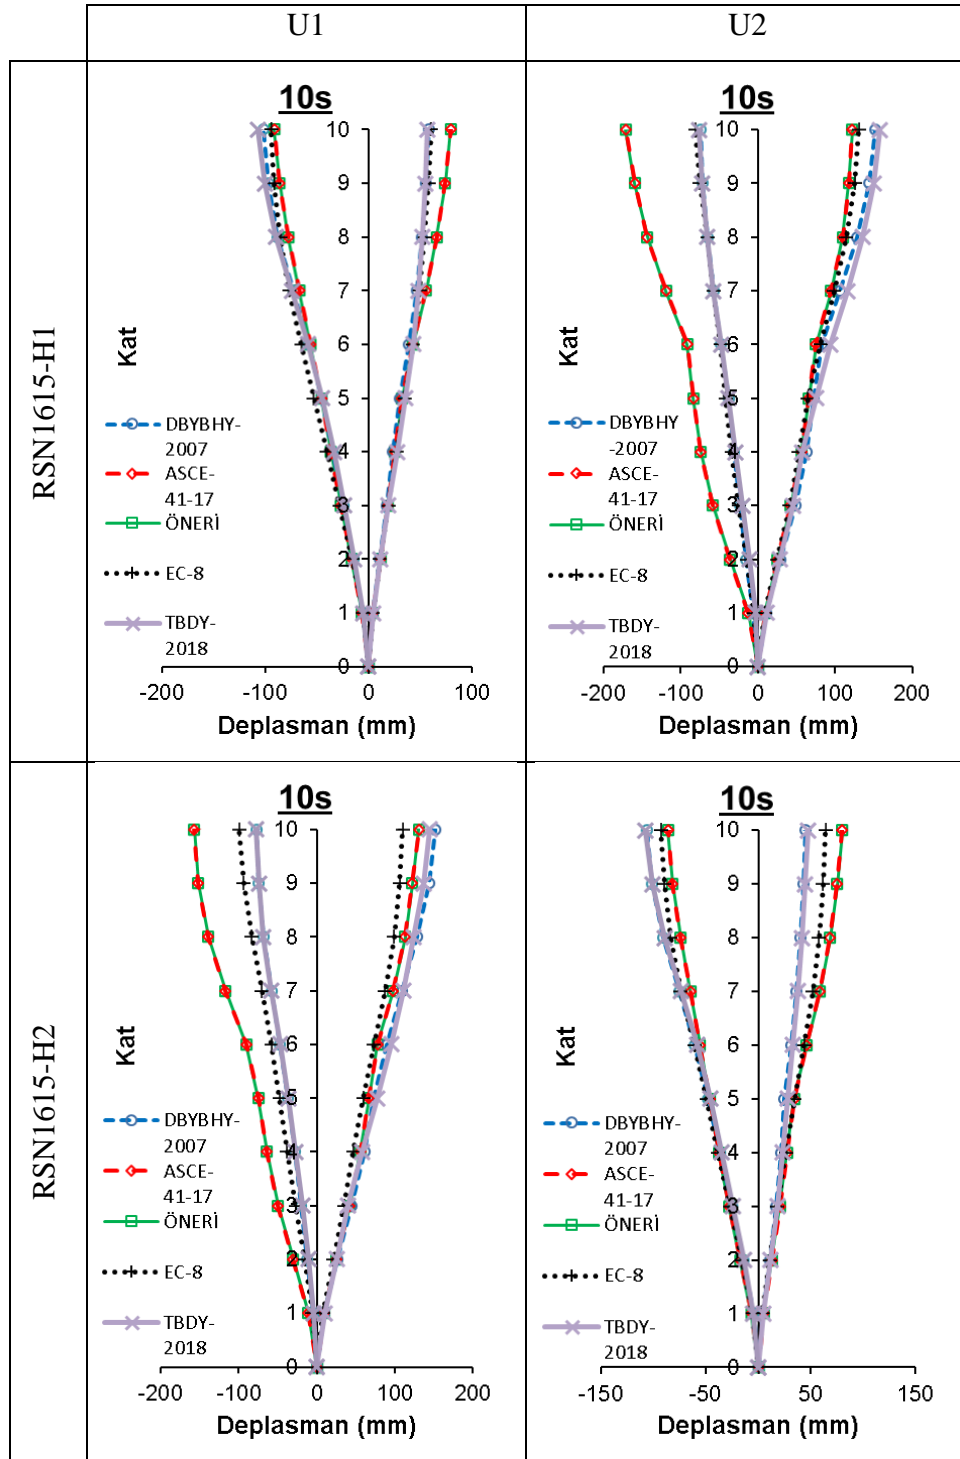 U1
U2
RSN1615-H1
10s
10
9
8
7
6
5
4
3
2
1
0
Kat
DBYBHY-
2007
ASCE-
41-17
ÖNERİ
EC-8
TBDY-
2018
-200
-100
0
100
Deplasman (mm)
10s
10
9
8
7
6
5
4
3
2
1
0
Kat
DBYBHY
-2007
ASCE-
41-17
ÖNERİ
EC-8
TBDY-
2018
-200
-100
0
100
200
Deplasman (mm)
RSN1615-H2
10s
10
9
8
7
6
5
4
3
2
1
0
Kat
DBYBHY-
2007
ASCE-
41-17
ÖNERİ
EC-8
TBDY-
2018
-200
-100
0
100
200
Deplasman (mm)
10s
10
9
8
7
6
5
4
3
2
1
0
Kat
DBYBHY-
2007
ASCE-
41-17
ÖNERİ
EC-8
TBDY-
2018
-150
-50
50
150
Deplasman (mm)